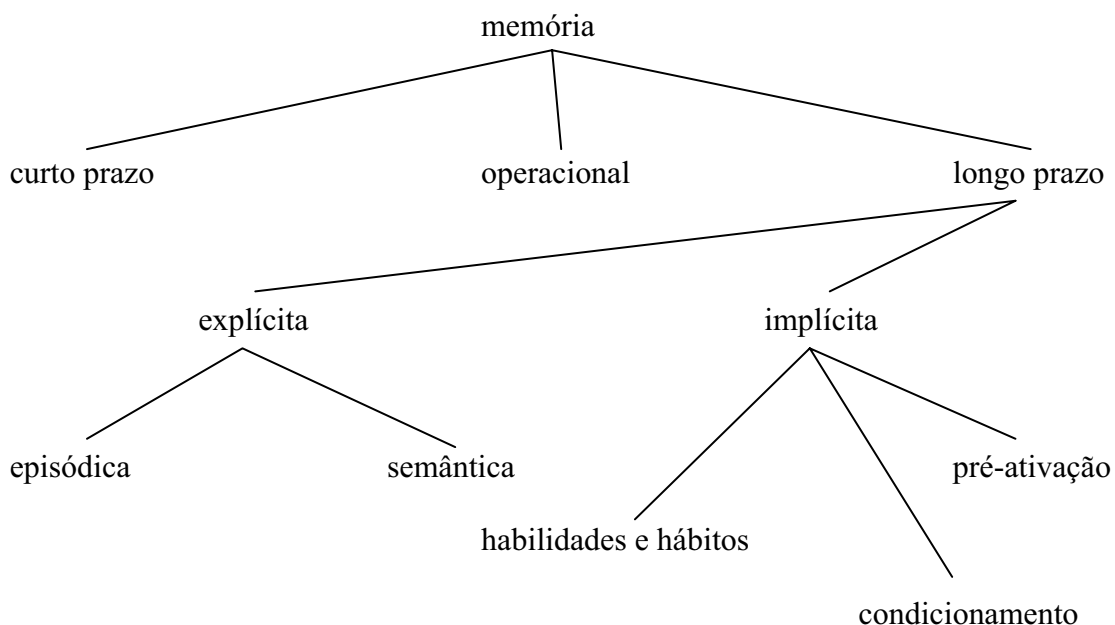 memória
curto prazo
operacional
longo prazo
explícita
implícita
episódica
semântica
pré-ativação
habilidades e hábitos
condicionamento